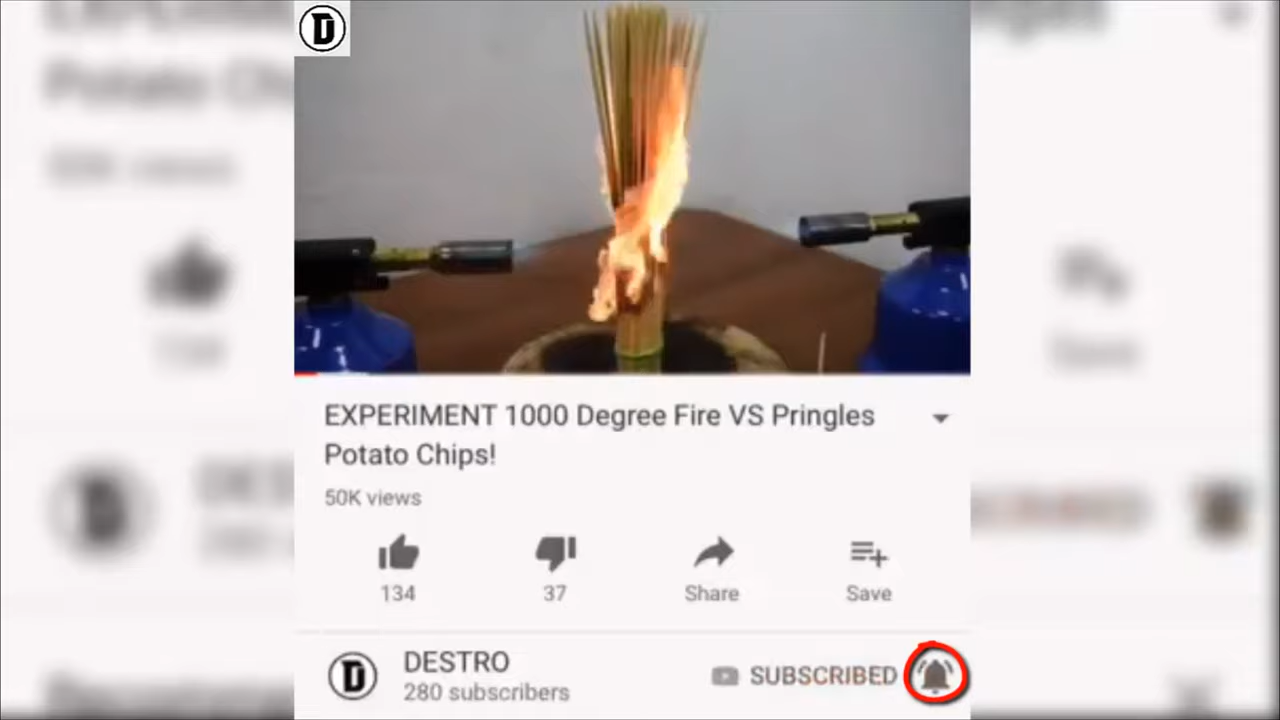 D
EXPERIMENT 1000 Degree Fire VS Pringles
Potato Chips!
50K views
134
37
Share
Save
D
DESTRO
280 subscribers
SUBSCRIBED